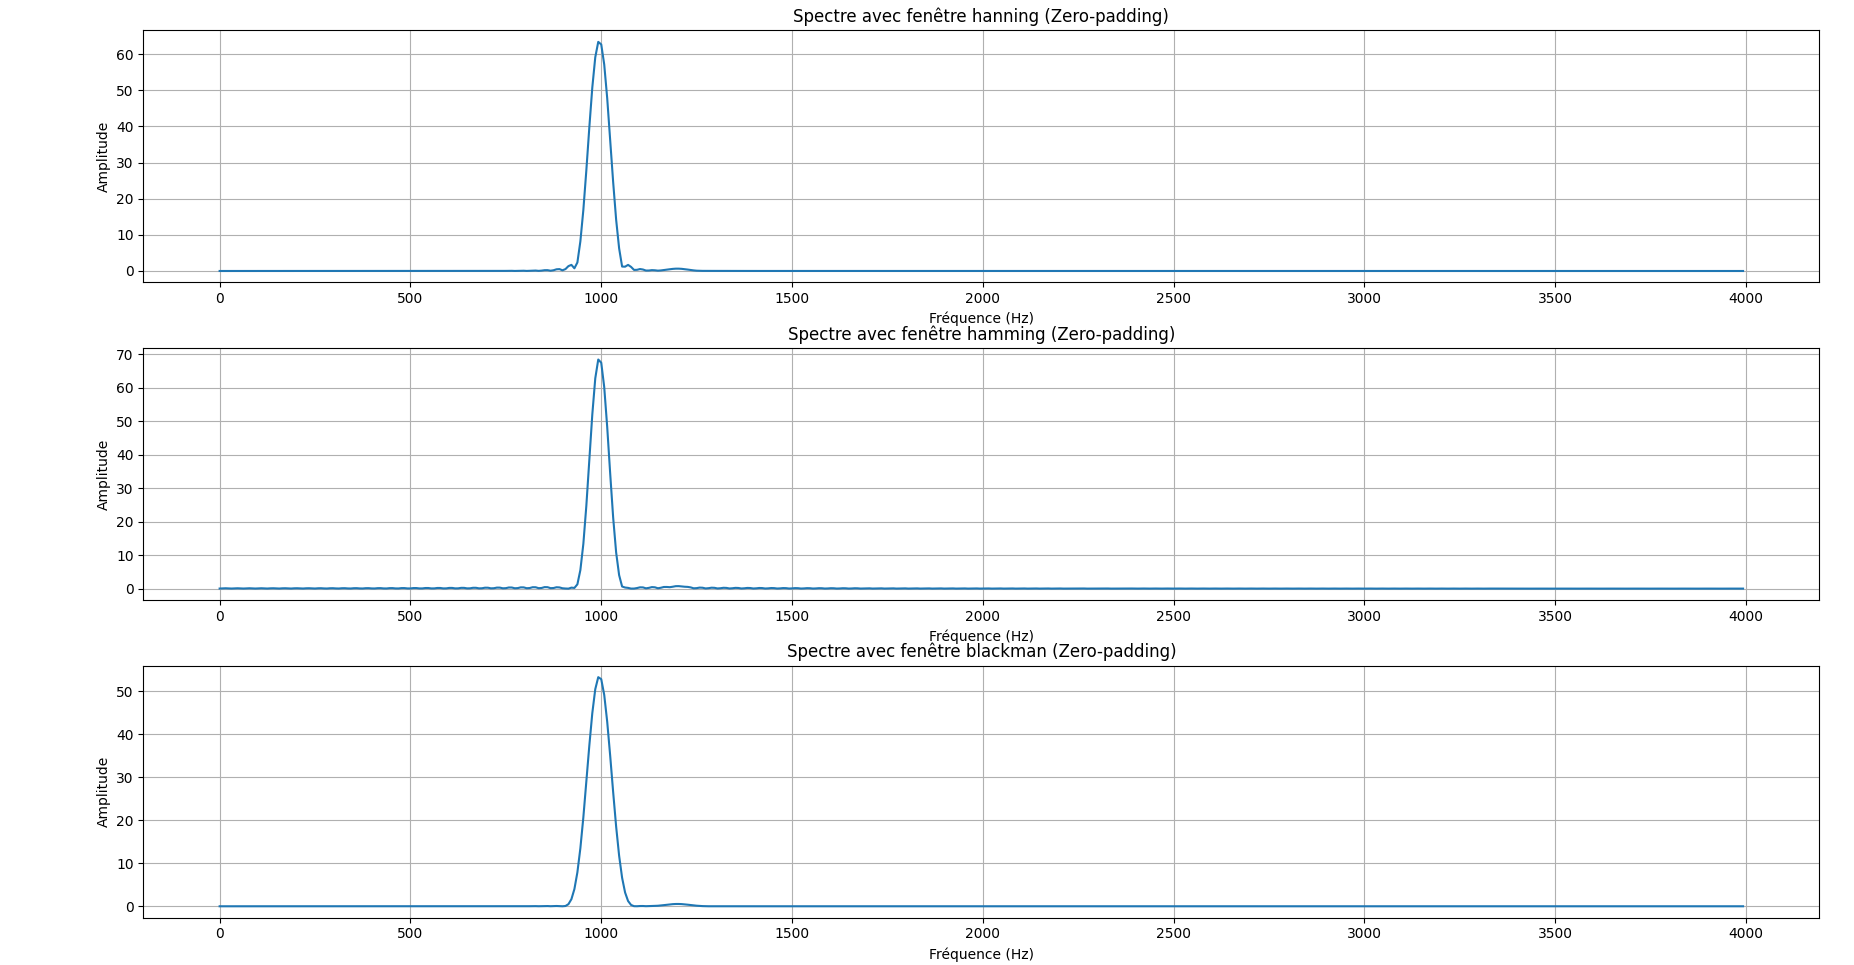 Spectre avec fenêtre hanning (Zero-padding)
60
50
40
30
20
10
0
Amplitude
0 500 1000 1500 2000 2500 3000 3500 4000
Fréquence (Hz)
Spectre avec fenêtre hamming (Zero-padding)
70
60
50
40
30
20
10
0
Amplitude
0 500 1000 1500 2000 2500 3000 3500 4000
Fréquence (Hz)
Spectre avec fenêtre blackman (Zero-padding)
50
40
30
20
10
0
Amplitude
0 500 1000 1500 2000 2500 3000 3500 4000
Fréquence (Hz)